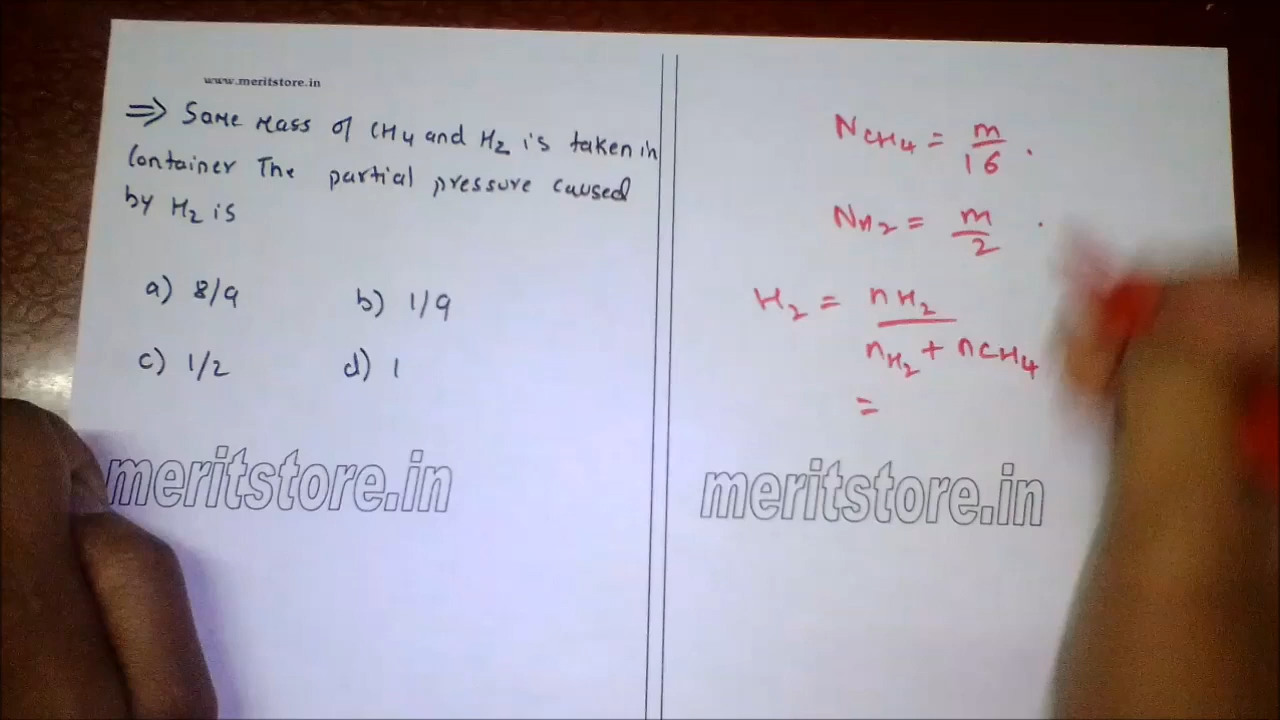 www.meritstore.in
⇒ Same mass of CH4 and H2 is taken in
Container The partial pressure caused
by H2 is
a) 8/9 b) 1/9
c) 1/2 d) 1
meritstore.in
NCH4 = m/16 .
NH2 = m/2 .
H2 = nH2 / nH2 + nCH4
=
meritstore.in